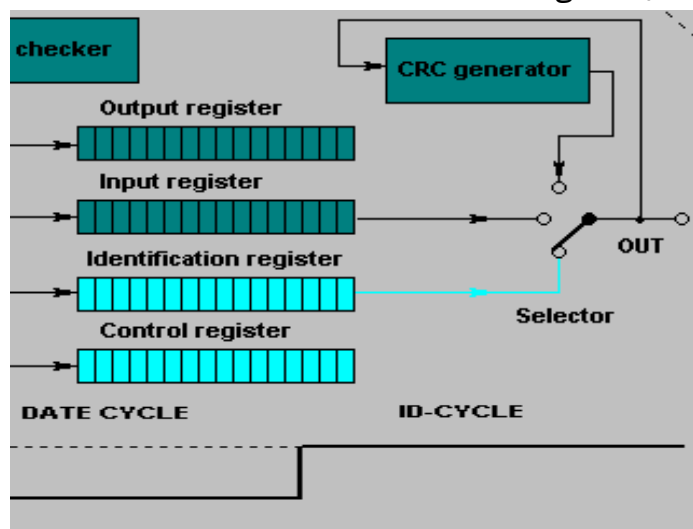 checker
CRC generator
Output register
Input register
Identification register
OUT
Selector
Control register
DATE CYCLE
ID-CYCLE